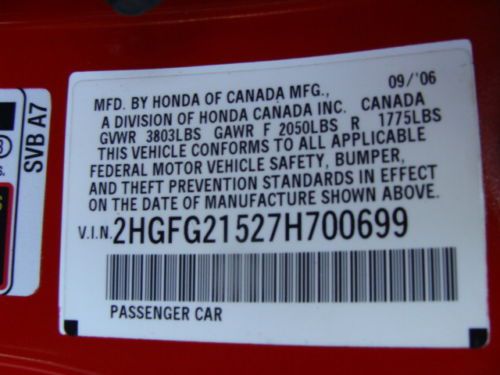 09/'06
MFD. BY HONDA OF CANADA MFG.,
A DIVISION OF HONDA CANADA INC. CANADA
GVWR 3803LBS GAWR F 2050LBS R 1775LBS
THIS VEHICLE CONFORMS TO ALL APPLICABLE
FEDERAL MOTOR VEHICLE SAFETY, BUMPER,
AND THEFT PREVENTION STANDARDS IN EFFECT
ON THE DATE OF MANUFACTURE SHOWN ABOVE.
V.I.N. 2HGFG21527H700699
PASSENGER CAR
SVB A7